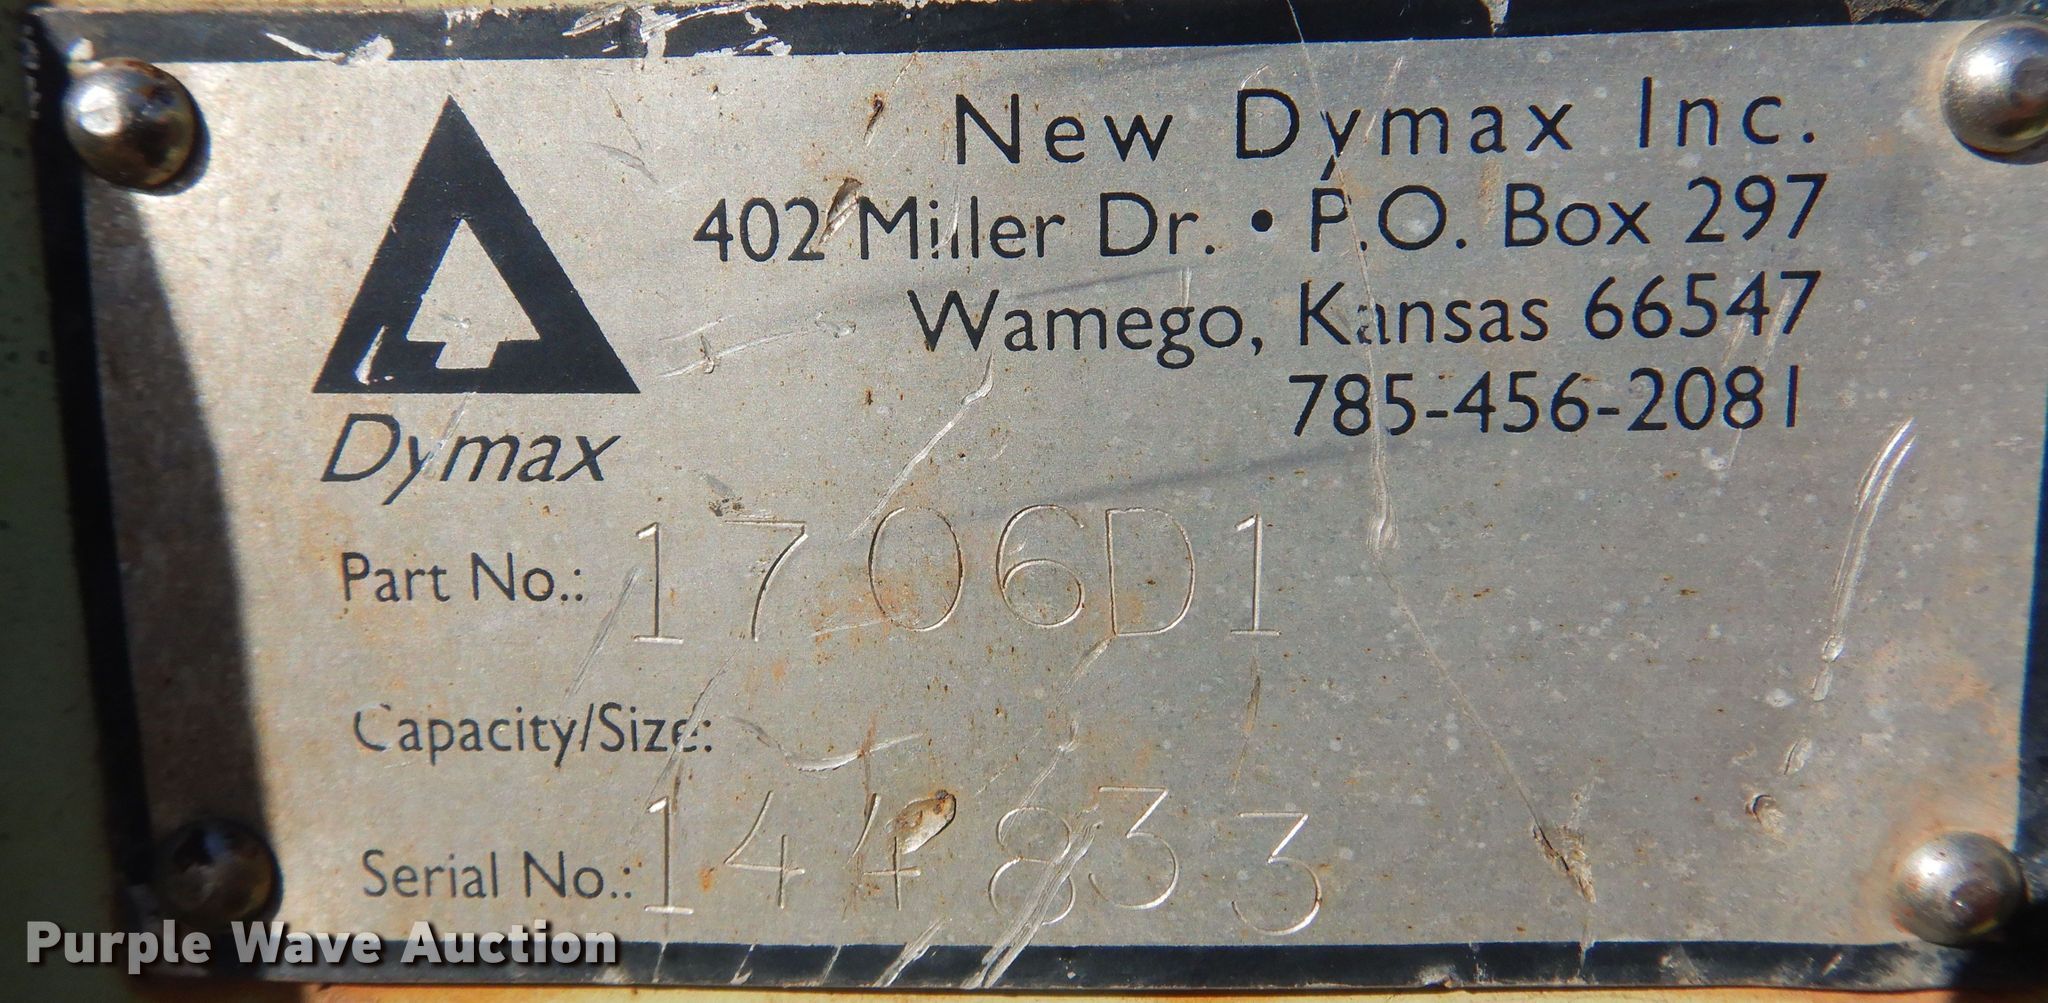 New Dymax Inc.
402 Miller Dr. • P.O. Box 297
Wamego, Kansas 66547
785-456-2081
Dymax
Part No.: 1706D1
Capacity/Size:
Serial No.: 144833
Purple Wave Auction